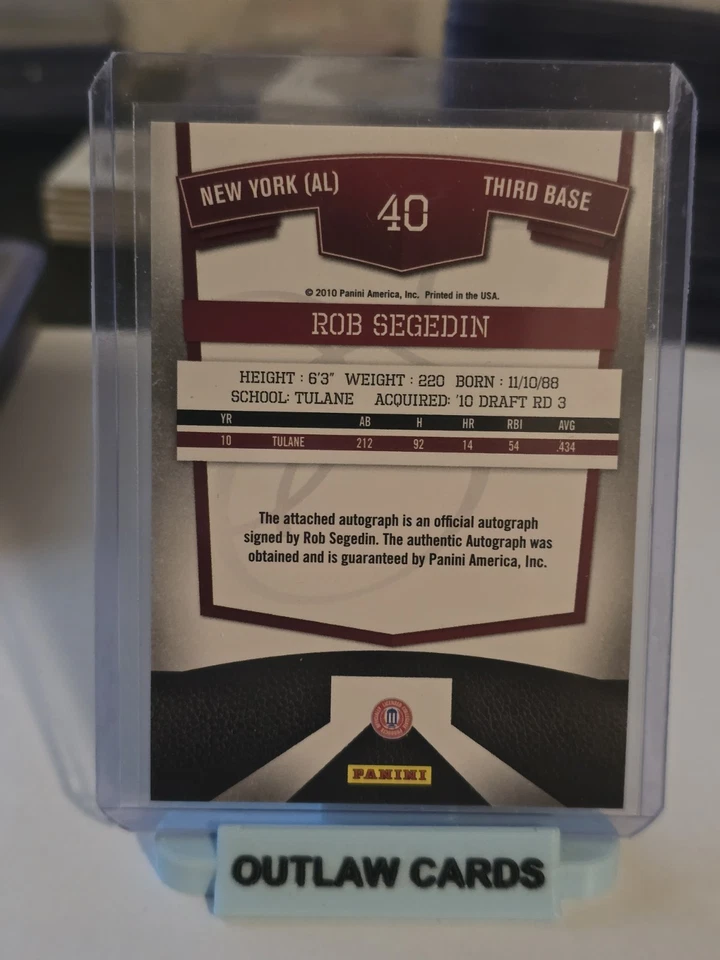 NEW YORK (AL)
40
THIRD BASE
© 2010 Panini America, Inc. Printed in the USA.
ROB SEGEDIN
HEIGHT : 6'3" WEIGHT : 220 BORN : 11/10/88
SCHOOL: TULANE ACQUIRED: '10 DRAFT RD 3
YR AB H HR RBI AVG
10 TULANE 212 92 14 54 .434
The attached autograph is an official autograph
signed by Rob Segedin. The authentic Autograph was
obtained and is guaranteed by Panini America, Inc.
PANINI
OUTLAW CARDS